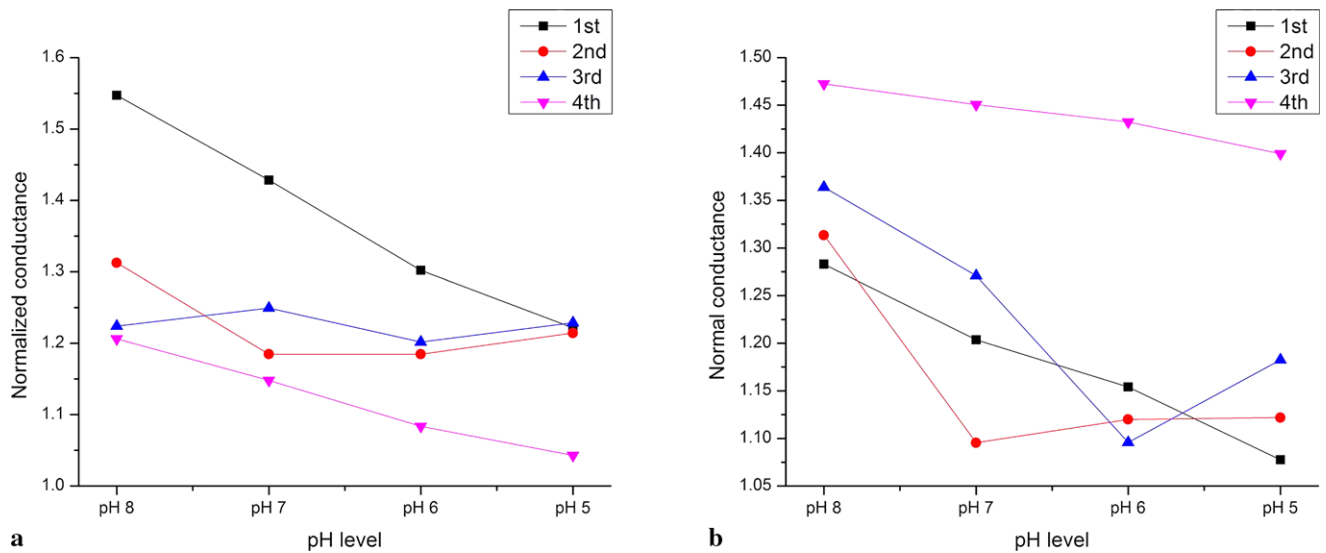 1st
2nd
3rd
4th
1.6
1.5
1.4
1.3
1.2
1.1
1.0
Normalized conductance
pH 8
pH 7
pH 6
pH 5
pH level
a
1st
2nd
3rd
4th
1.50
1.45
1.40
1.35
1.30
1.25
1.20
1.15
1.10
1.05
Normal conductance
pH 8
pH 7
pH 6
pH 5
pH level
b